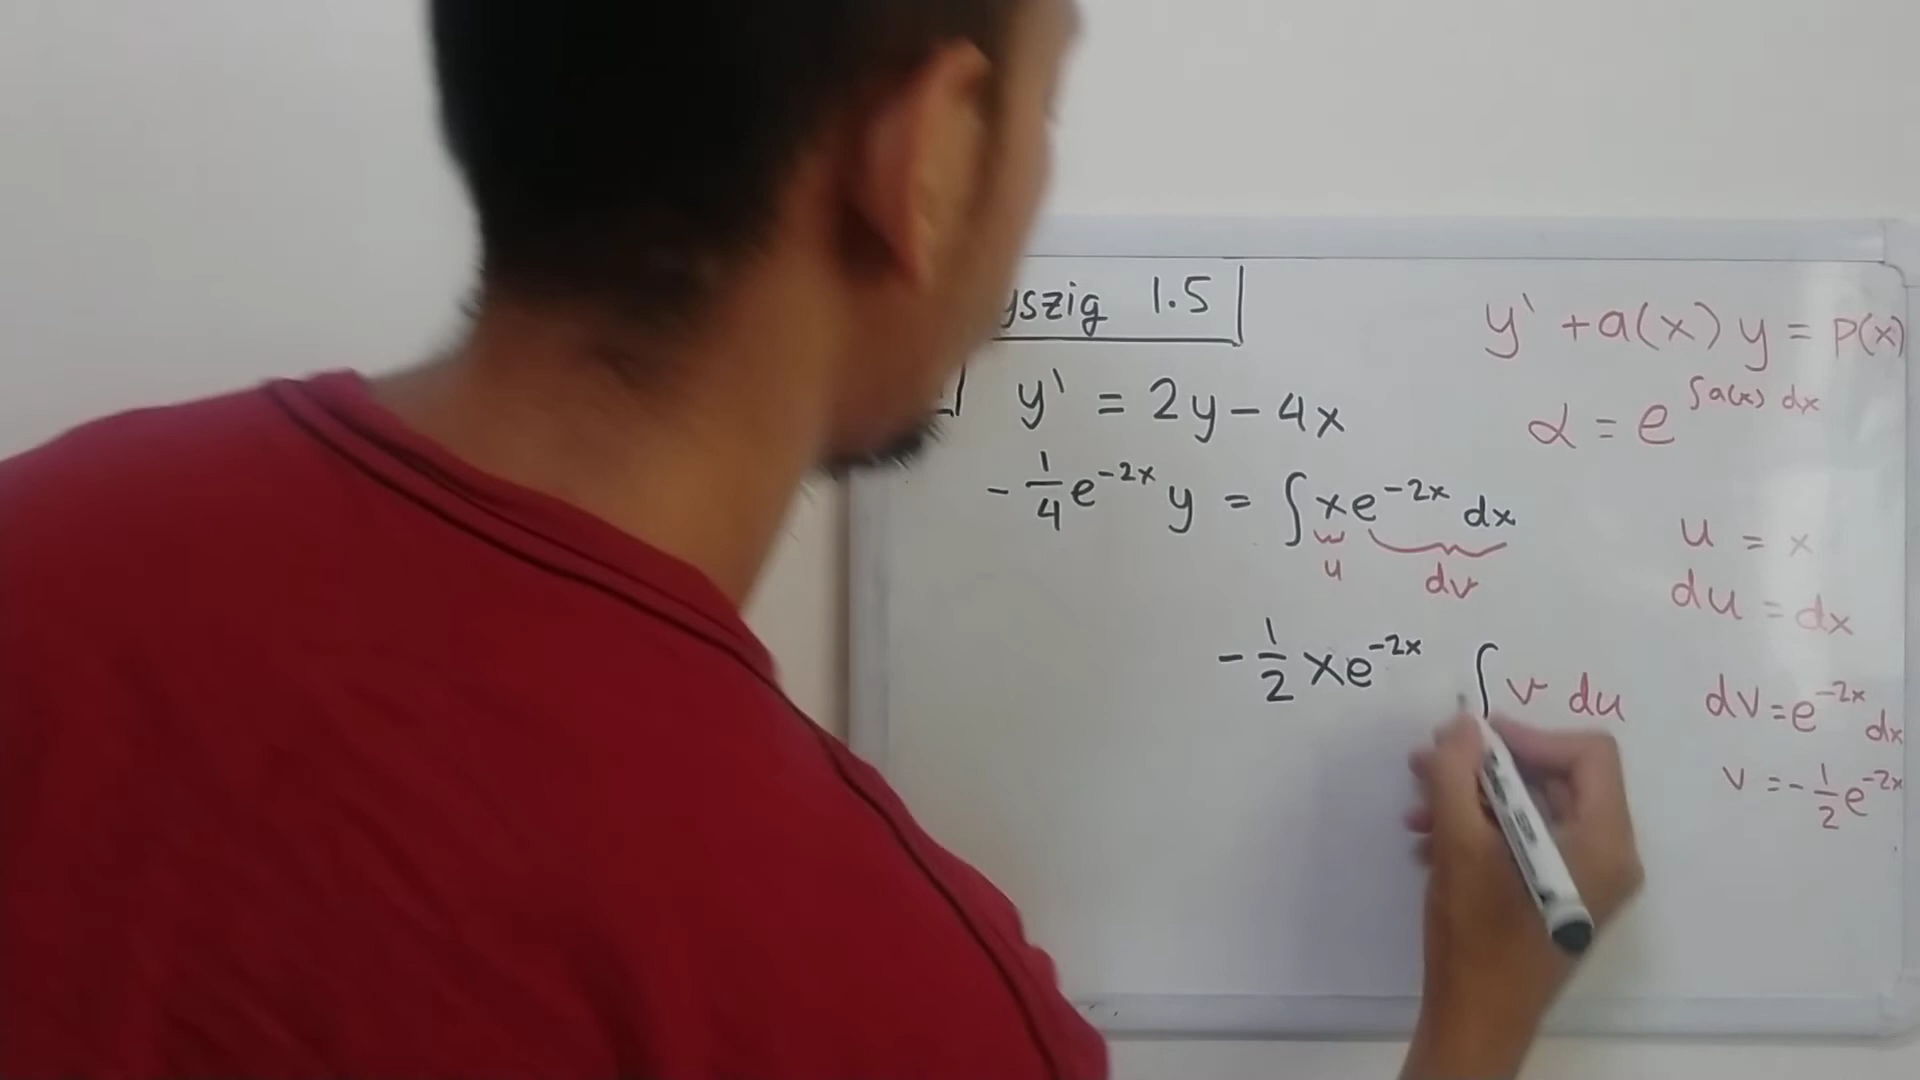 yszig 1.5
y' = 2y - 4x
-1/4 e^{-2x} y = ∫ x e^{-2x} dx
u dv
-1/2 x e^{-2x} ∫ v du
y' + a(x) y = p(x)
α = e^{∫a(x) dx}
u = x
du = dx
dv = e^{-2x} dx
v = -1/2 e^{-2x}